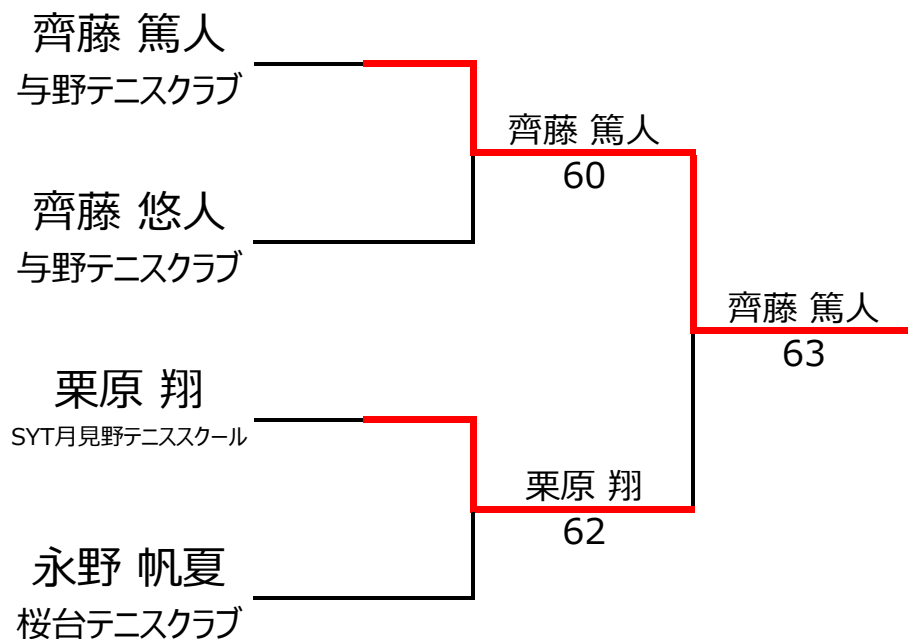 齊藤 篤人
与野テニスクラブ
齊藤 篤人
60
齊藤 悠人
与野テニスクラブ
齊藤 篤人
63
栗原 翔
SYT月見野テニススクール
栗原 翔
62
永野 帆夏
桜台テニスクラブ